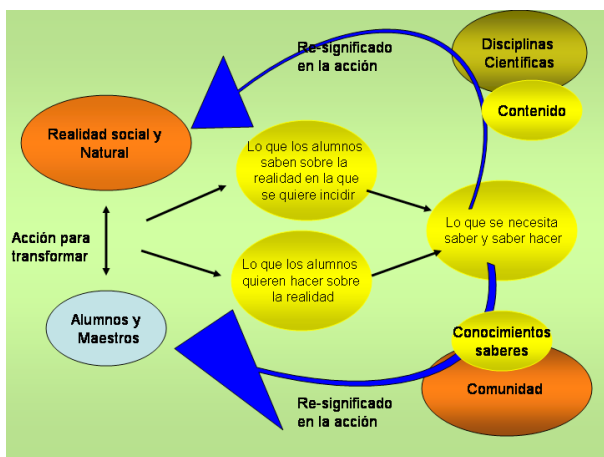 Re-significado
en la acción
Disciplinas
Científicas
Contenido
Realidad social y
Natural
Lo que los alumnos
saben sobre la
realidad en la que
se quiere incidir
Lo que se necesita
saber y saber hacer
Acción para
transformar
Lo que los alumnos
quieren hacer sobre
la realidad
Alumnos y
Maestros
Conocimientos
saberes
Comunidad
Re-significado
en la acción